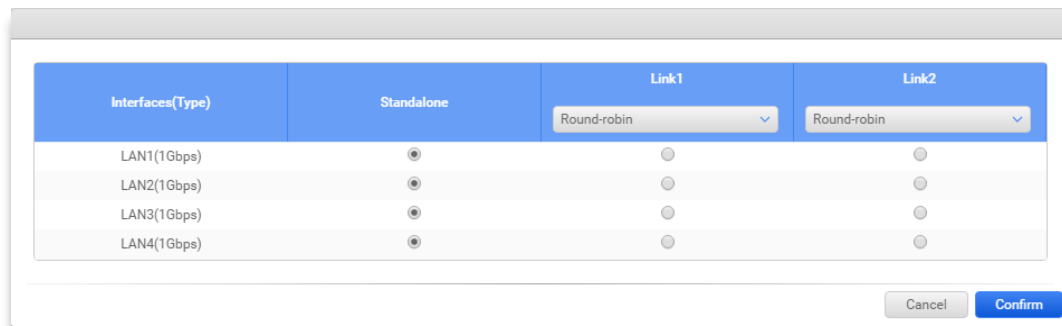 Interfaces(Type) Standalone Link1 Link2
Round-robin Round-robin
LAN1(1Gbps)
LAN2(1Gbps)
LAN3(1Gbps)
LAN4(1Gbps)
Cancel Confirm